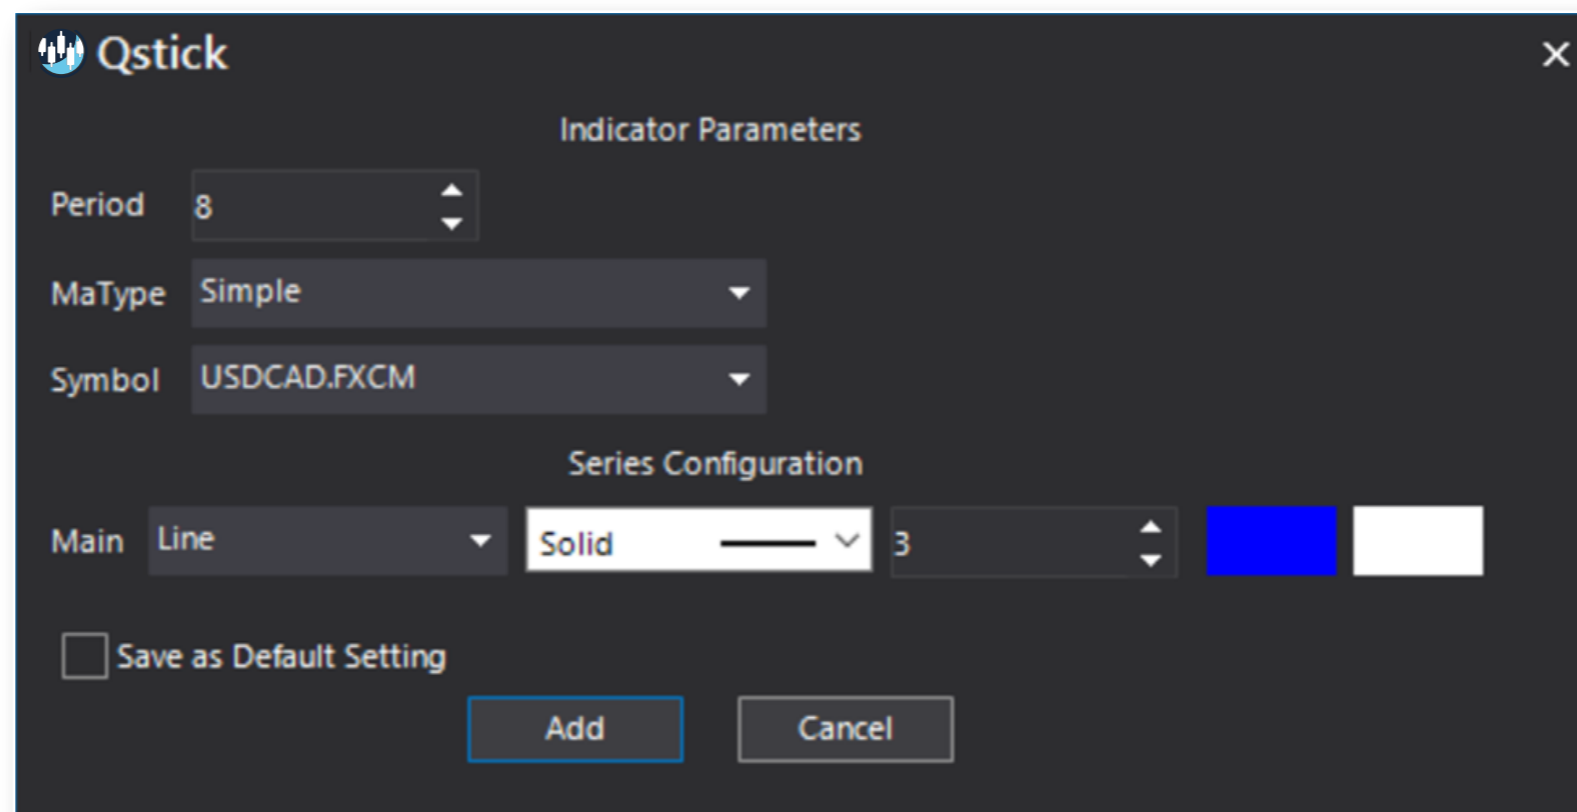 Qstick
Indicator Parameters
Period 8
MaType Simple
Symbol USDCAD.FXCM
Series Configuration
Main Line Solid 3
Save as Default Setting
Add Cancel